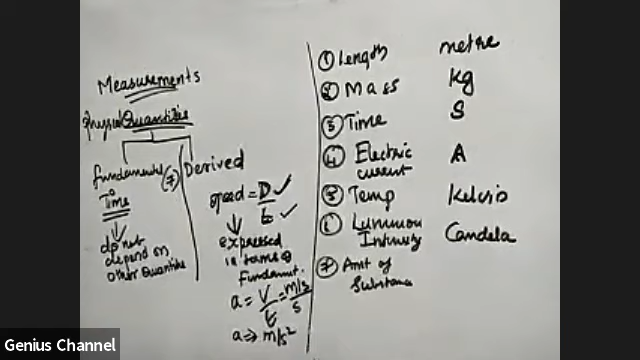 Measurements
Physical Quantities
fundamental (7) Derived
Time
do not
depend on
other Quantitie
speed = D
t
expressed
in terms of
Fundamnt.
a = V = m/s
t s
a => m/s²
① Length metre
② Mass kg
③ Time S
④ Electric A
current
⑤ Temp Kelvin
⑥ Luminous
Intensity Candela
⑦ Amt of
Substance
Genius Channel